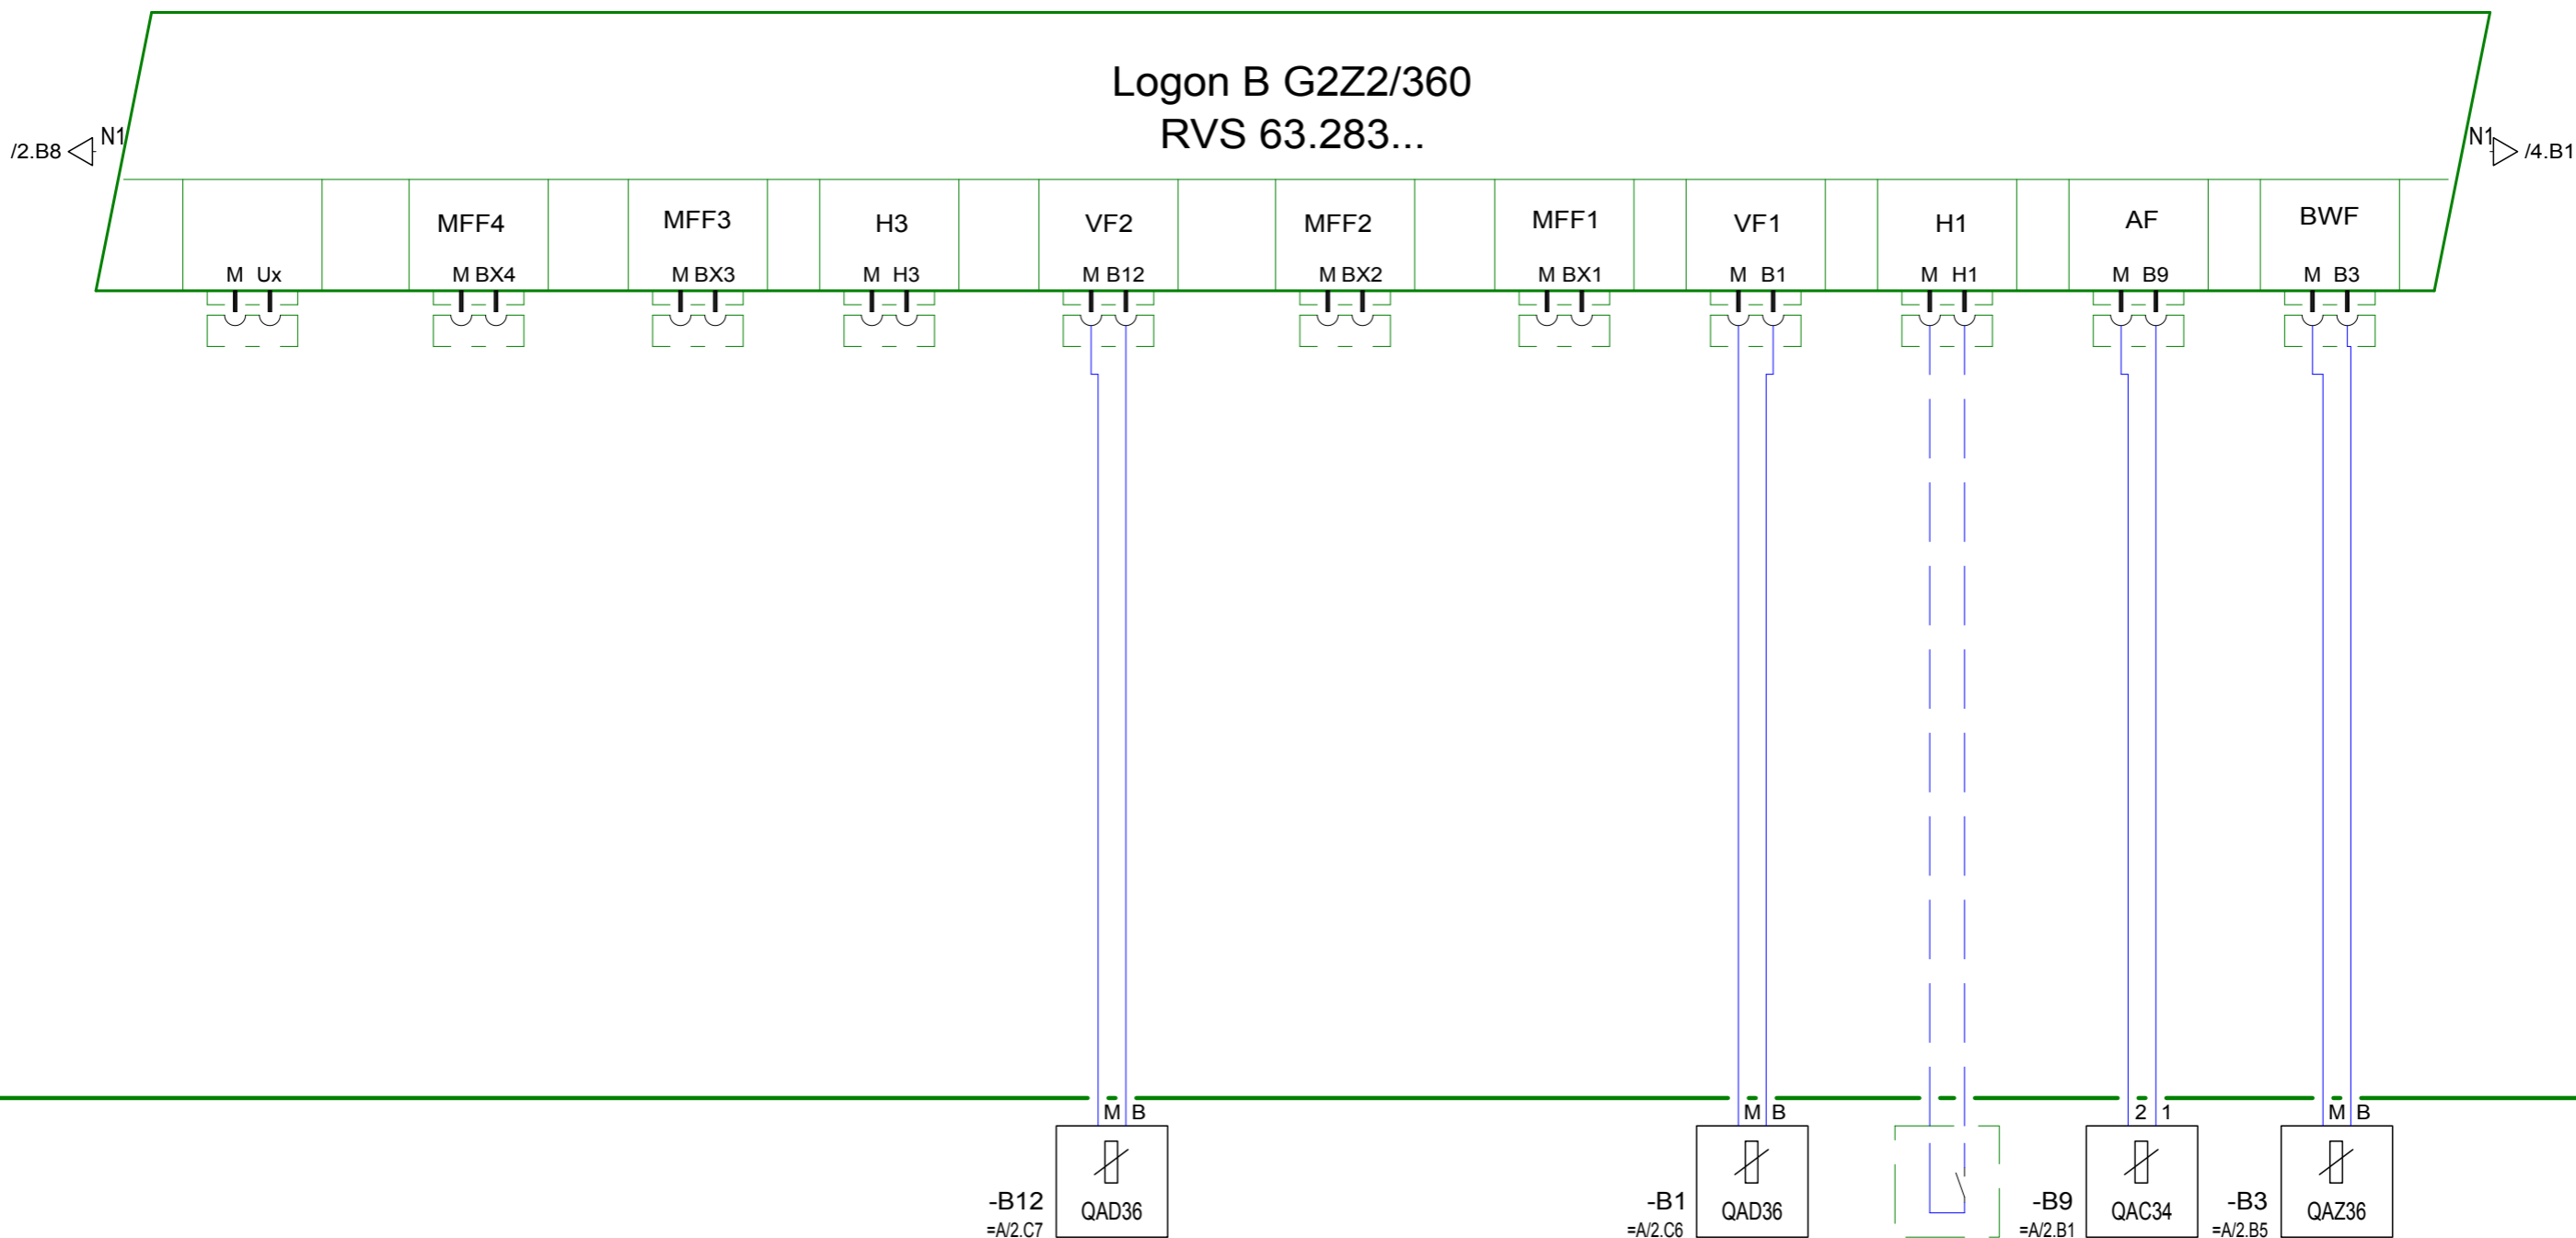 Logon B G2Z2/360
RVS 63.283...
/2.B8 N1 N1 /4.B1
MFF4 MFF3 H3 VF2 MFF2 MFF1 VF1 H1 AF BWF
M Ux M BX4 M BX3 M H3 M B12 M BX2 M BX1 M B1 M H1 M B9 M B3
M B M B 2 1 M B
-B12 -B1 -B9 -B3
QAD36 QAD36 QAC34 QAZ36
=A/2.C7 =A/2.C6 =A/2.B1 =A/2.B5